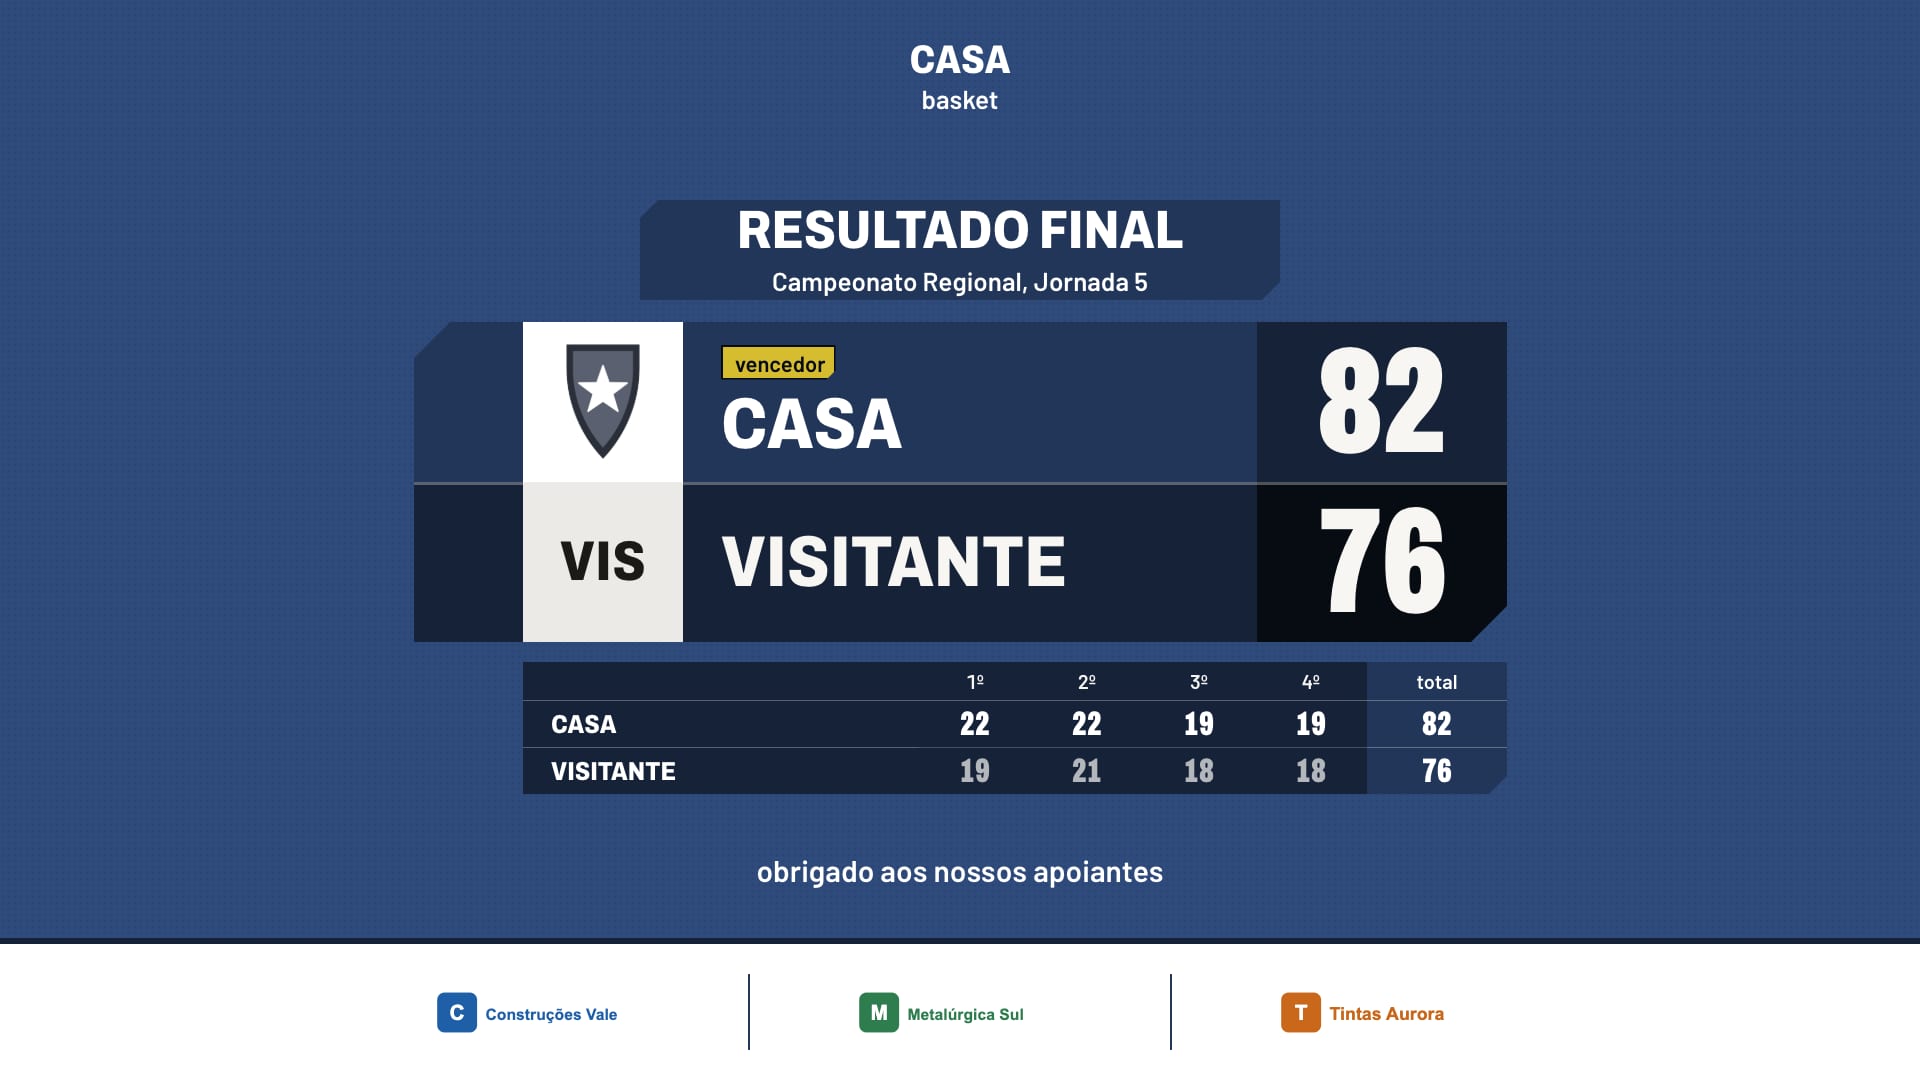 CASA
basket
RESULTADO FINAL
Campeonato Regional, Jornada 5
vencedor
CASA
82
VIS
VISITANTE
76
1º 2º 3º 4º total
CASA 22 22 19 19 82
VISITANTE 19 21 18 18 76
obrigado aos nossos apoiantes
C Construções Vale
M Metalúrgica Sul
T Tintas Aurora